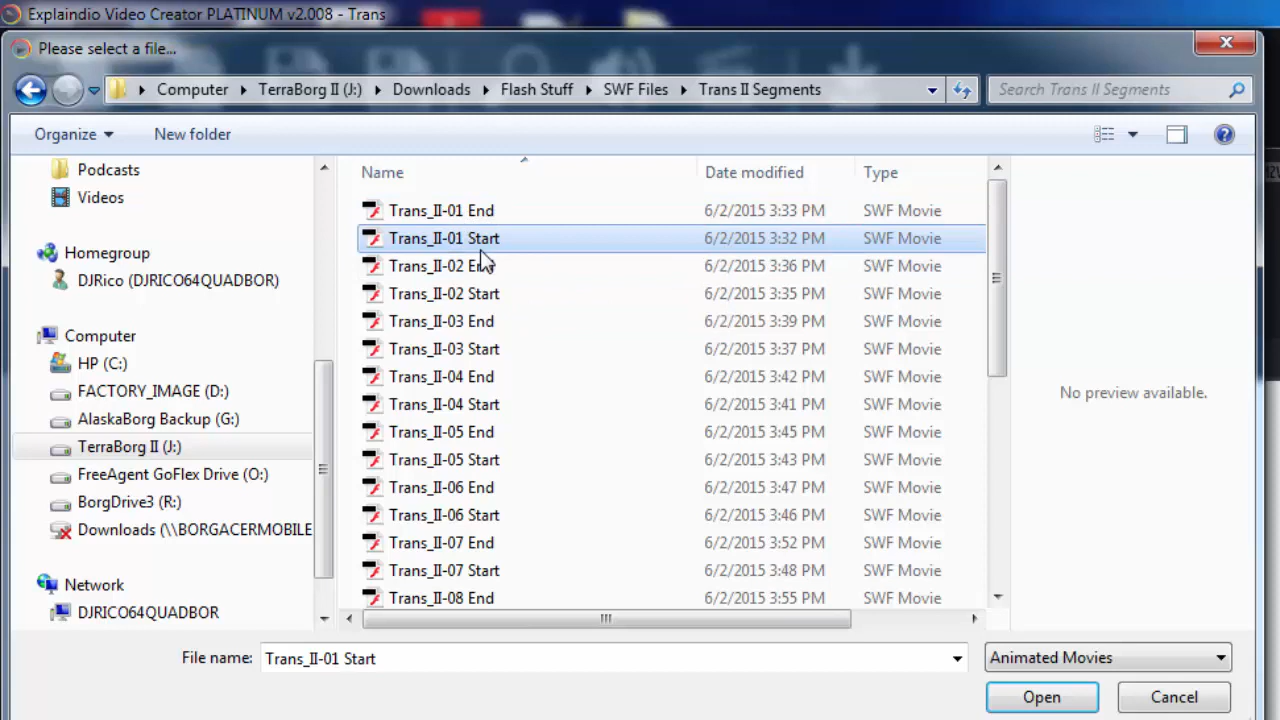 Explaindio Video Creator PLATINUM v2.008 - Trans
Please select a file...
Computer TerraBorg II (J:) Downloads Flash Stuff SWF Files Trans II Segments Search Trans II Segments
Organize New folder
Podcasts
Videos
Homegroup
DJRico (DJRICO64QUADBOR)
Computer
HP (C:)
FACTORY_IMAGE (D:)
AlaskaBorg Backup (G:)
TerraBorg II (J:)
FreeAgent GoFlex Drive (O:)
BorgDrive3 (R:)
Downloads (\\BORGACERMOBILE
Network
DJRICO64QUADBOR
Name Date modified Type
Trans_II-01 End 6/2/2015 3:33 PM SWF Movie
Trans_II-01 Start 6/2/2015 3:32 PM SWF Movie
Trans_II-02 End 6/2/2015 3:36 PM SWF Movie
Trans_II-02 Start 6/2/2015 3:35 PM SWF Movie
Trans_II-03 End 6/2/2015 3:39 PM SWF Movie
Trans_II-03 Start 6/2/2015 3:37 PM SWF Movie
Trans_II-04 End 6/2/2015 3:42 PM SWF Movie
Trans_II-04 Start 6/2/2015 3:41 PM SWF Movie
Trans_II-05 End 6/2/2015 3:45 PM SWF Movie
Trans_II-05 Start 6/2/2015 3:43 PM SWF Movie
Trans_II-06 End 6/2/2015 3:47 PM SWF Movie
Trans_II-06 Start 6/2/2015 3:46 PM SWF Movie
Trans_II-07 End 6/2/2015 3:52 PM SWF Movie
Trans_II-07 Start 6/2/2015 3:48 PM SWF Movie
Trans_II-08 End 6/2/2015 3:55 PM SWF Movie
No preview available.
File name: Trans_II-01 Start Animated Movies
Open Cancel